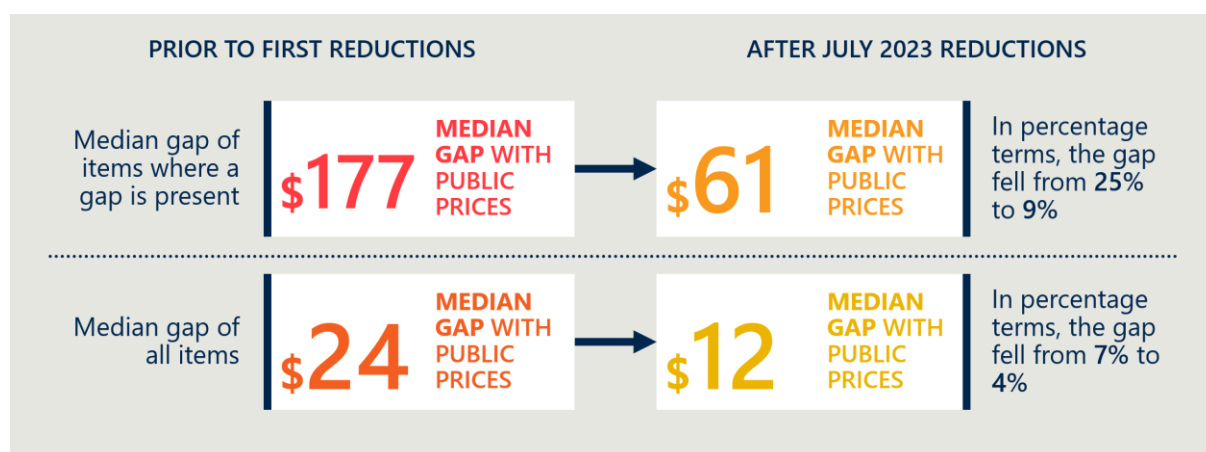 PRIOR TO FIRST REDUCTIONS
AFTER JULY 2023 REDUCTIONS
Median gap of
items where a
gap is present
$177
MEDIAN
GAP WITH
PUBLIC
PRICES
$61
MEDIAN
GAP WITH
PUBLIC
PRICES
In percentage
terms, the gap
fell from 25%
to 9%
Median gap of
all items
$24
MEDIAN
GAP WITH
PUBLIC
PRICES
$12
MEDIAN
GAP WITH
PUBLIC
PRICES
In percentage
terms, the gap
fell from 7% to
4%